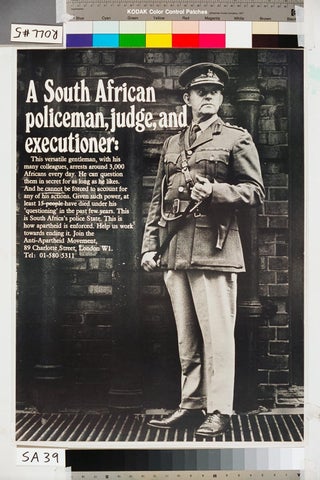 KODAK Color Control Patches
Blue Cyan Green Yellow Red Magenta White Brown
ROLL #5
A South African
policeman, judge, and
executioner:
This versatile gentleman, with his
many colleagues, arrests around 3,000
Africans every day. He can question
them in secret for as long as he likes.
And he cannot be forced to account for
any of his actions. Given such power, at
least 15 people have died under his
'questioning' in the past few years. This
is South Africa's police State. This is
how apartheid is enforced. Help us work
towards ending it. Join the
Anti-Apartheid Movement,
89 Charlotte Street, London W1.
Tel: 01-580 5311
SA 39